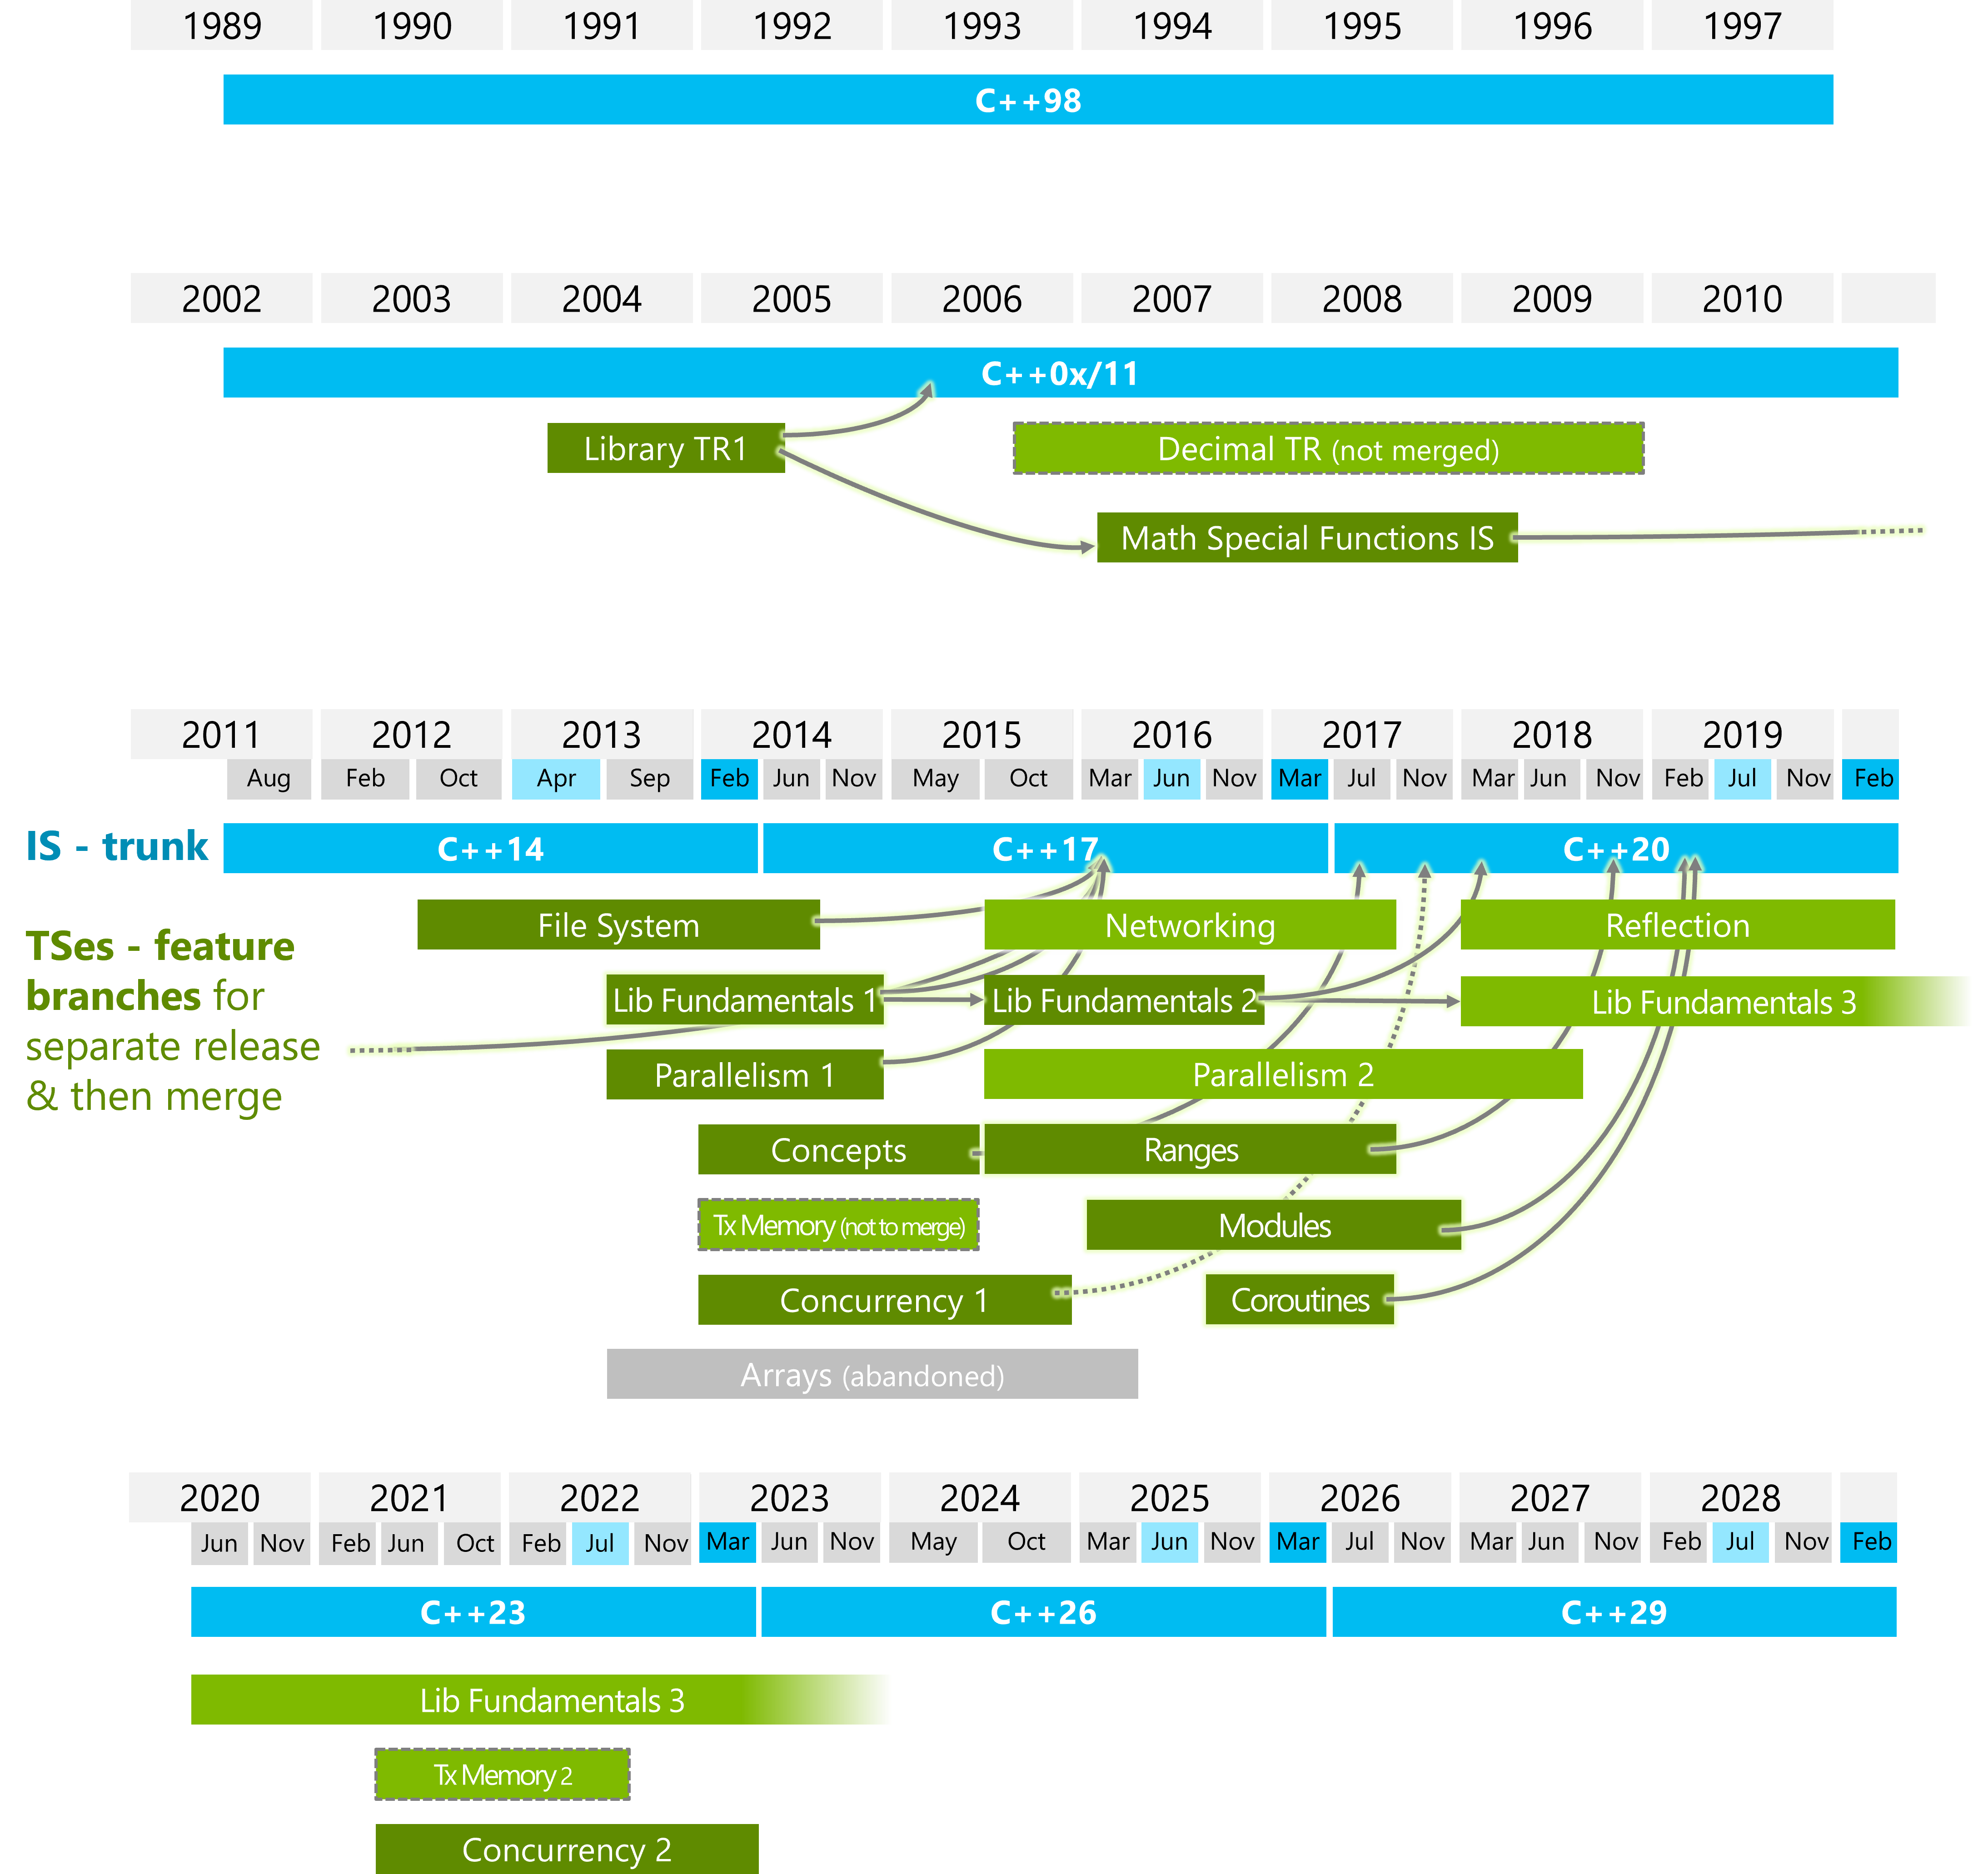 1989 1990 1991 1992 1993 1994 1995 1996 1997
C++98
2002 2003 2004 2005 2006 2007 2008 2009 2010
C++0x/11
Library TR1
Decimal TR (not merged)
Math Special Functions IS
2011 2012 2013 2014 2015 2016 2017 2018 2019
Aug Feb Oct Apr Sep Feb Jun Nov May Oct Mar Jun Nov Mar Jul Nov Mar Jun Nov Feb Jul Nov Feb
IS - trunk
C++14 C++17 C++20
TSes - feature
branches for
separate release
& then merge
File System Networking Reflection
Lib Fundamentals 1 Lib Fundamentals 2 Lib Fundamentals 3
Parallelism 1 Parallelism 2
Concepts Ranges
Tx Memory (not to merge) Modules
Concurrency 1 Coroutines
Arrays (abandoned)
2020 2021 2022 2023 2024 2025 2026 2027 2028
Jun Nov Feb Jun Oct Feb Jul Nov Mar Jun Nov May Oct Mar Jun Nov Mar Jul Nov Mar Jun Nov Feb Jul Nov Feb
C++23 C++26 C++29
Lib Fundamentals 3
Tx Memory 2
Concurrency 2